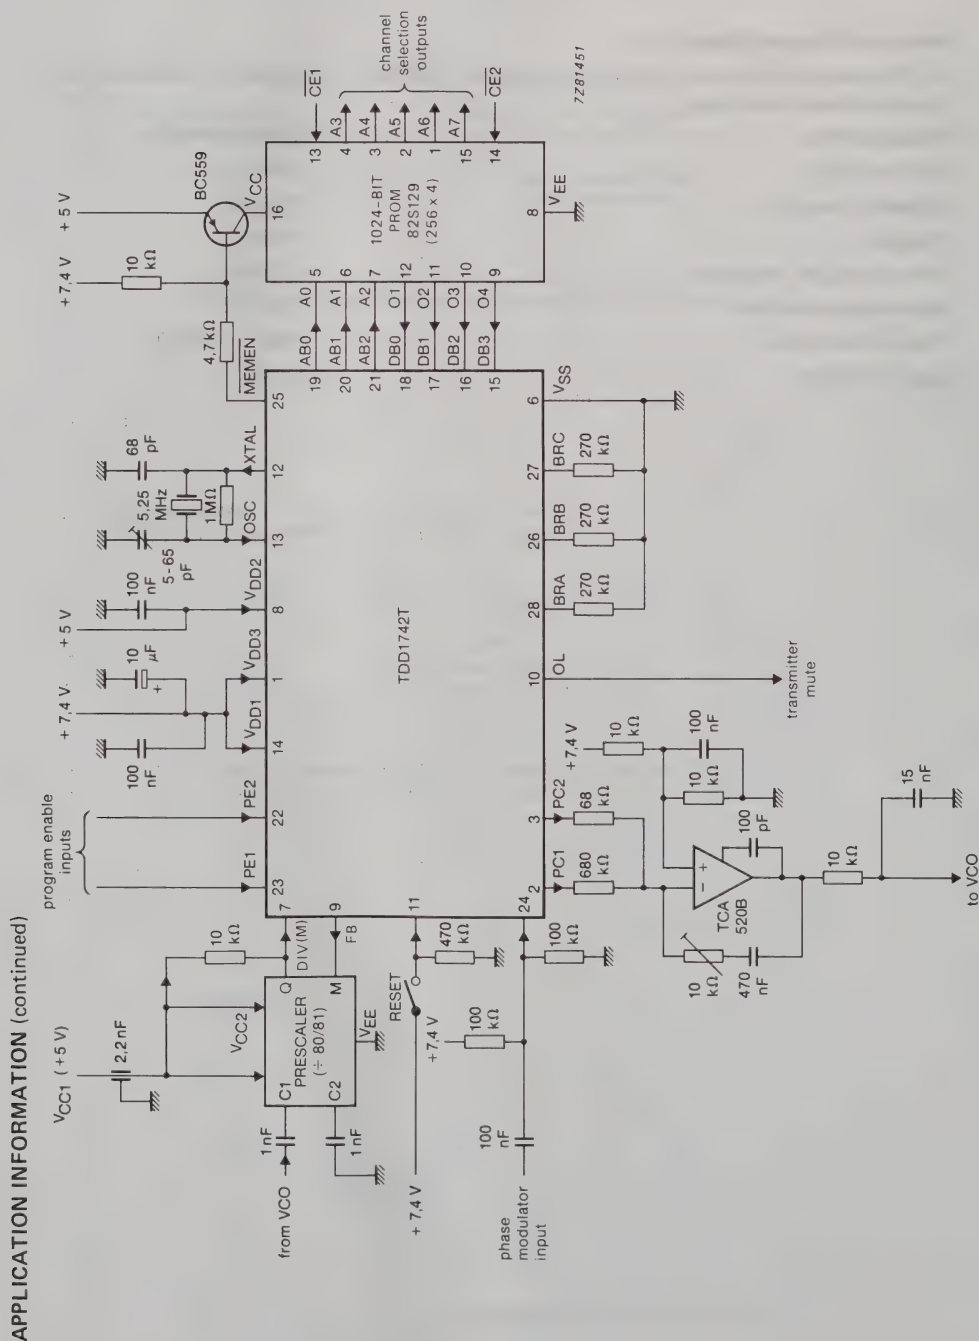 APPLICATION INFORMATION (continued)
VCC1 (+5 V)
2,2 nF
10 kΩ
VCC2
C1
Q
PRESCALER
(÷ 80/81)
C2
M
VEE
1 nF
1 nF
from VCO
DIV(M)
FB
7
9
program enable
inputs
PE1
PE2
23
22
+ 7,4 V
100 nF
10 µF
+
VDD1
VDD3
14
1
+ 5 V
100 nF
VDD2
8
5-65 pF
5,25 MHz
68 pF
1 MΩ
OSC
XTAL
13
12
MEMEN
25
4,7 kΩ
10 kΩ
+ 7,4 V
+ 5 V
BC559
VCC
16
TDD1742T
19
20
21
18
17
16
15
AB0
AB1
AB2
DB0
DB1
DB2
DB3
A0
A1
A2
O1
O2
O3
O4
5
6
7
12
11
10
9
1024-BIT
PROM
82S129
(256 x 4)
13
4
3
2
1
15
14
CE1
A3
A4
A5
A6
A7
CE2
channel
selection
outputs
8
VEE
7Z81451
RESET
+ 7,4 V
11
470 kΩ
+ 7,4 V
100 kΩ
100 kΩ
24
100 nF
phase
modulator
input
2
3
PC1
PC2
680 kΩ
68 kΩ
10
OL
transmitter
mute
28
26
27
6
BRA
BRB
BRC
VSS
270 kΩ
270 kΩ
270 kΩ
+ 7,4 V
10 kΩ
10 kΩ
100 nF
− +
TCA
520B
100 pF
10 kΩ
470 nF
10 kΩ
15 nF
to VCO